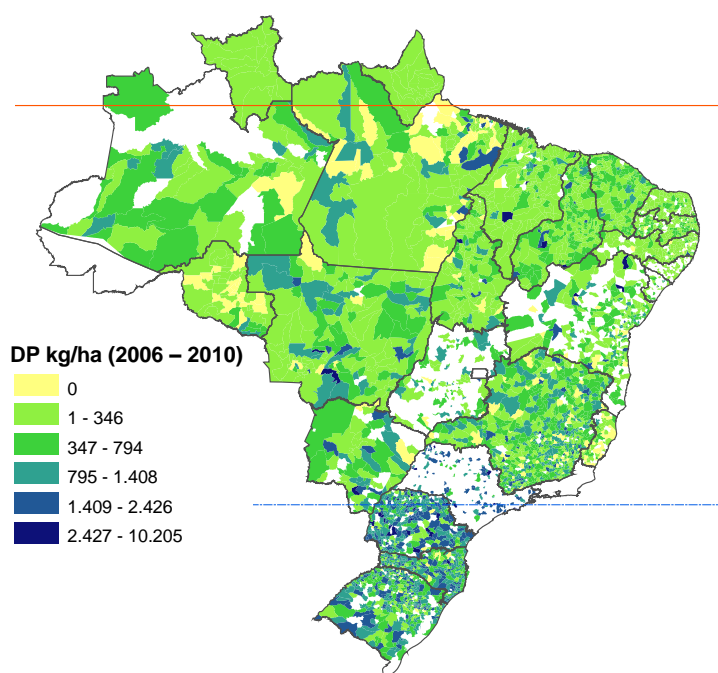 DP kg/ha (2006 – 2010)
0
1 - 346
347 - 794
795 - 1.408
1.409 - 2.426
2.427 - 10.205